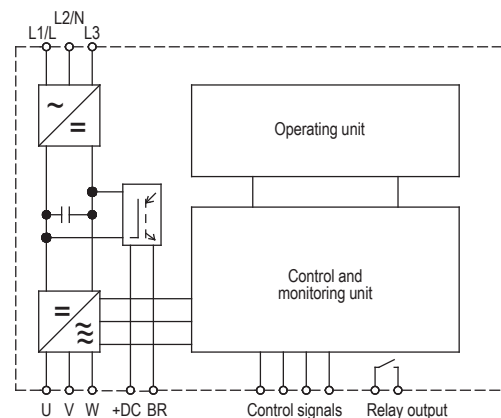 L2/N
L1/L L3
~
=
Operating unit
Control and
monitoring unit
=
≈
U V W +DC BR Control signals Relay output